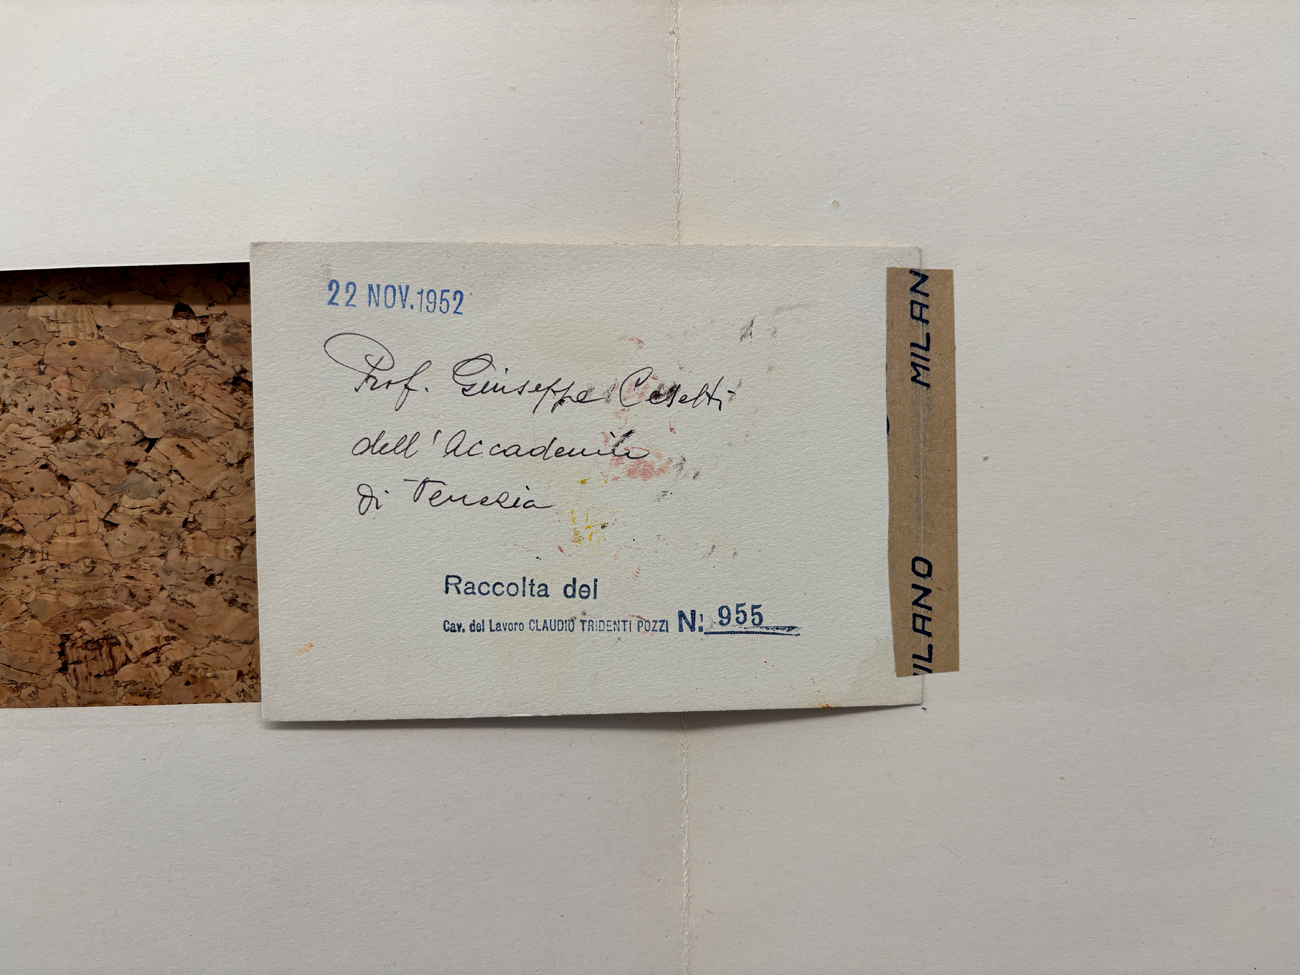 22 NOV.1952
Prof. Giuseppe Cesetti
dell'Accademia
di Venezia
Raccolta del
Cav. del Lavoro CLAUDIO TRIDENTI POZZI N: 955
MILAN
ILANO